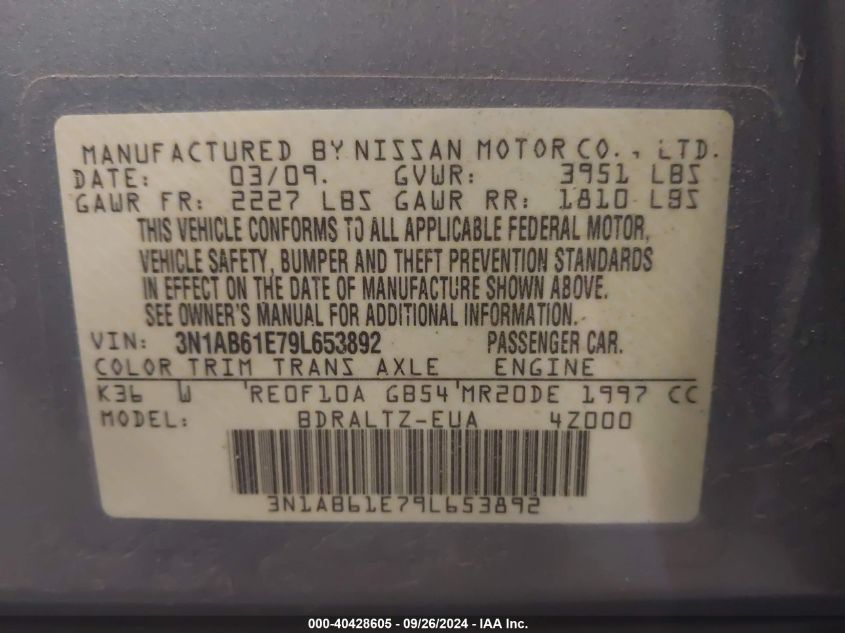 MANUFACTURED BY NISSAN MOTOR CO., LTD.
DATE: 03/09. GVWR: 3951 LBS
GAWR FR: 2227 LBS GAWR RR: 1810 LBS
THIS VEHICLE CONFORMS TO ALL APPLICABLE FEDERAL MOTOR,
VEHICLE SAFETY, BUMPER AND THEFT PREVENTION STANDARDS
IN EFFECT ON THE DATE OF MANUFACTURE SHOWN ABOVE.
SEE OWNER'S MANUAL FOR ADDITIONAL INFORMATION.
VIN: 3N1AB61E79L653892 PASSENGER CAR.
COLOR TRIM TRANS AXLE ENGINE
K36 W RE0F10A GB54 MR20DE 1997 CC
MODEL: BDRALTZ-EUA 4Z000
3N1AB61E79L653892
000-40428605 - 09/26/2024 - IAA Inc.